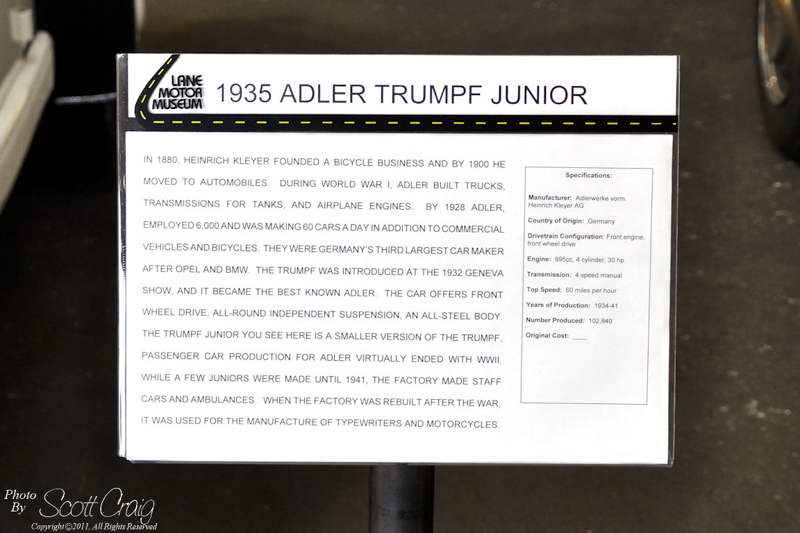 LANE
MOTOR
MUSEUM
1935 ADLER TRUMPF JUNIOR
IN 1880, HEINRICH KLEYER FOUNDED A BICYCLE BUSINESS AND BY 1900 HE
MOVED TO AUTOMOBILES. DURING WORLD WAR I, ADLER BUILT TRUCKS,
TRANSMISSIONS FOR TANKS, AND AIRPLANE ENGINES. BY 1928 ADLER,
EMPLOYED 6,000 AND WAS MAKING 60 CARS A DAY IN ADDITION TO COMMERCIAL
VEHICLES AND BICYCLES. THEY WERE GERMANY'S THIRD LARGEST CAR MAKER
AFTER OPEL AND BMW. THE TRUMPF WAS INTRODUCED AT THE 1932 GENEVA
SHOW, AND IT BECAME THE BEST KNOWN ADLER. THE CAR OFFERS FRONT
WHEEL DRIVE, ALL-ROUND INDEPENDENT SUSPENSION, AN ALL-STEEL BODY.
THE TRUMPF JUNIOR YOU SEE HERE IS A SMALLER VERSION OF THE TRUMPF.
PASSENGER CAR PRODUCTION FOR ADLER VIRTUALLY ENDED WITH WWII.
WHILE A FEW JUNIORS WERE MADE UNTIL 1941, THE FACTORY MADE STAFF
CARS AND AMBULANCES. WHEN THE FACTORY WAS REBUILT AFTER THE WAR,
IT WAS USED FOR THE MANUFACTURE OF TYPEWRITERS AND MOTORCYCLES.
Specifications:
Manufacturer: Adlerwerke vorm.
Heinrich Kleyer AG
Country of Origin: Germany
Drivetrain Configuration: Front engine,
front wheel drive
Engine: 995cc, 4 cylinder, 30 hp
Transmission: 4 speed manual
Top Speed: 60 miles per hour
Years of Production: 1934-41
Number Produced: 102,840
Original Cost: ____
Photo
By Scott Craig
Copyright©2011, All Rights Reserved